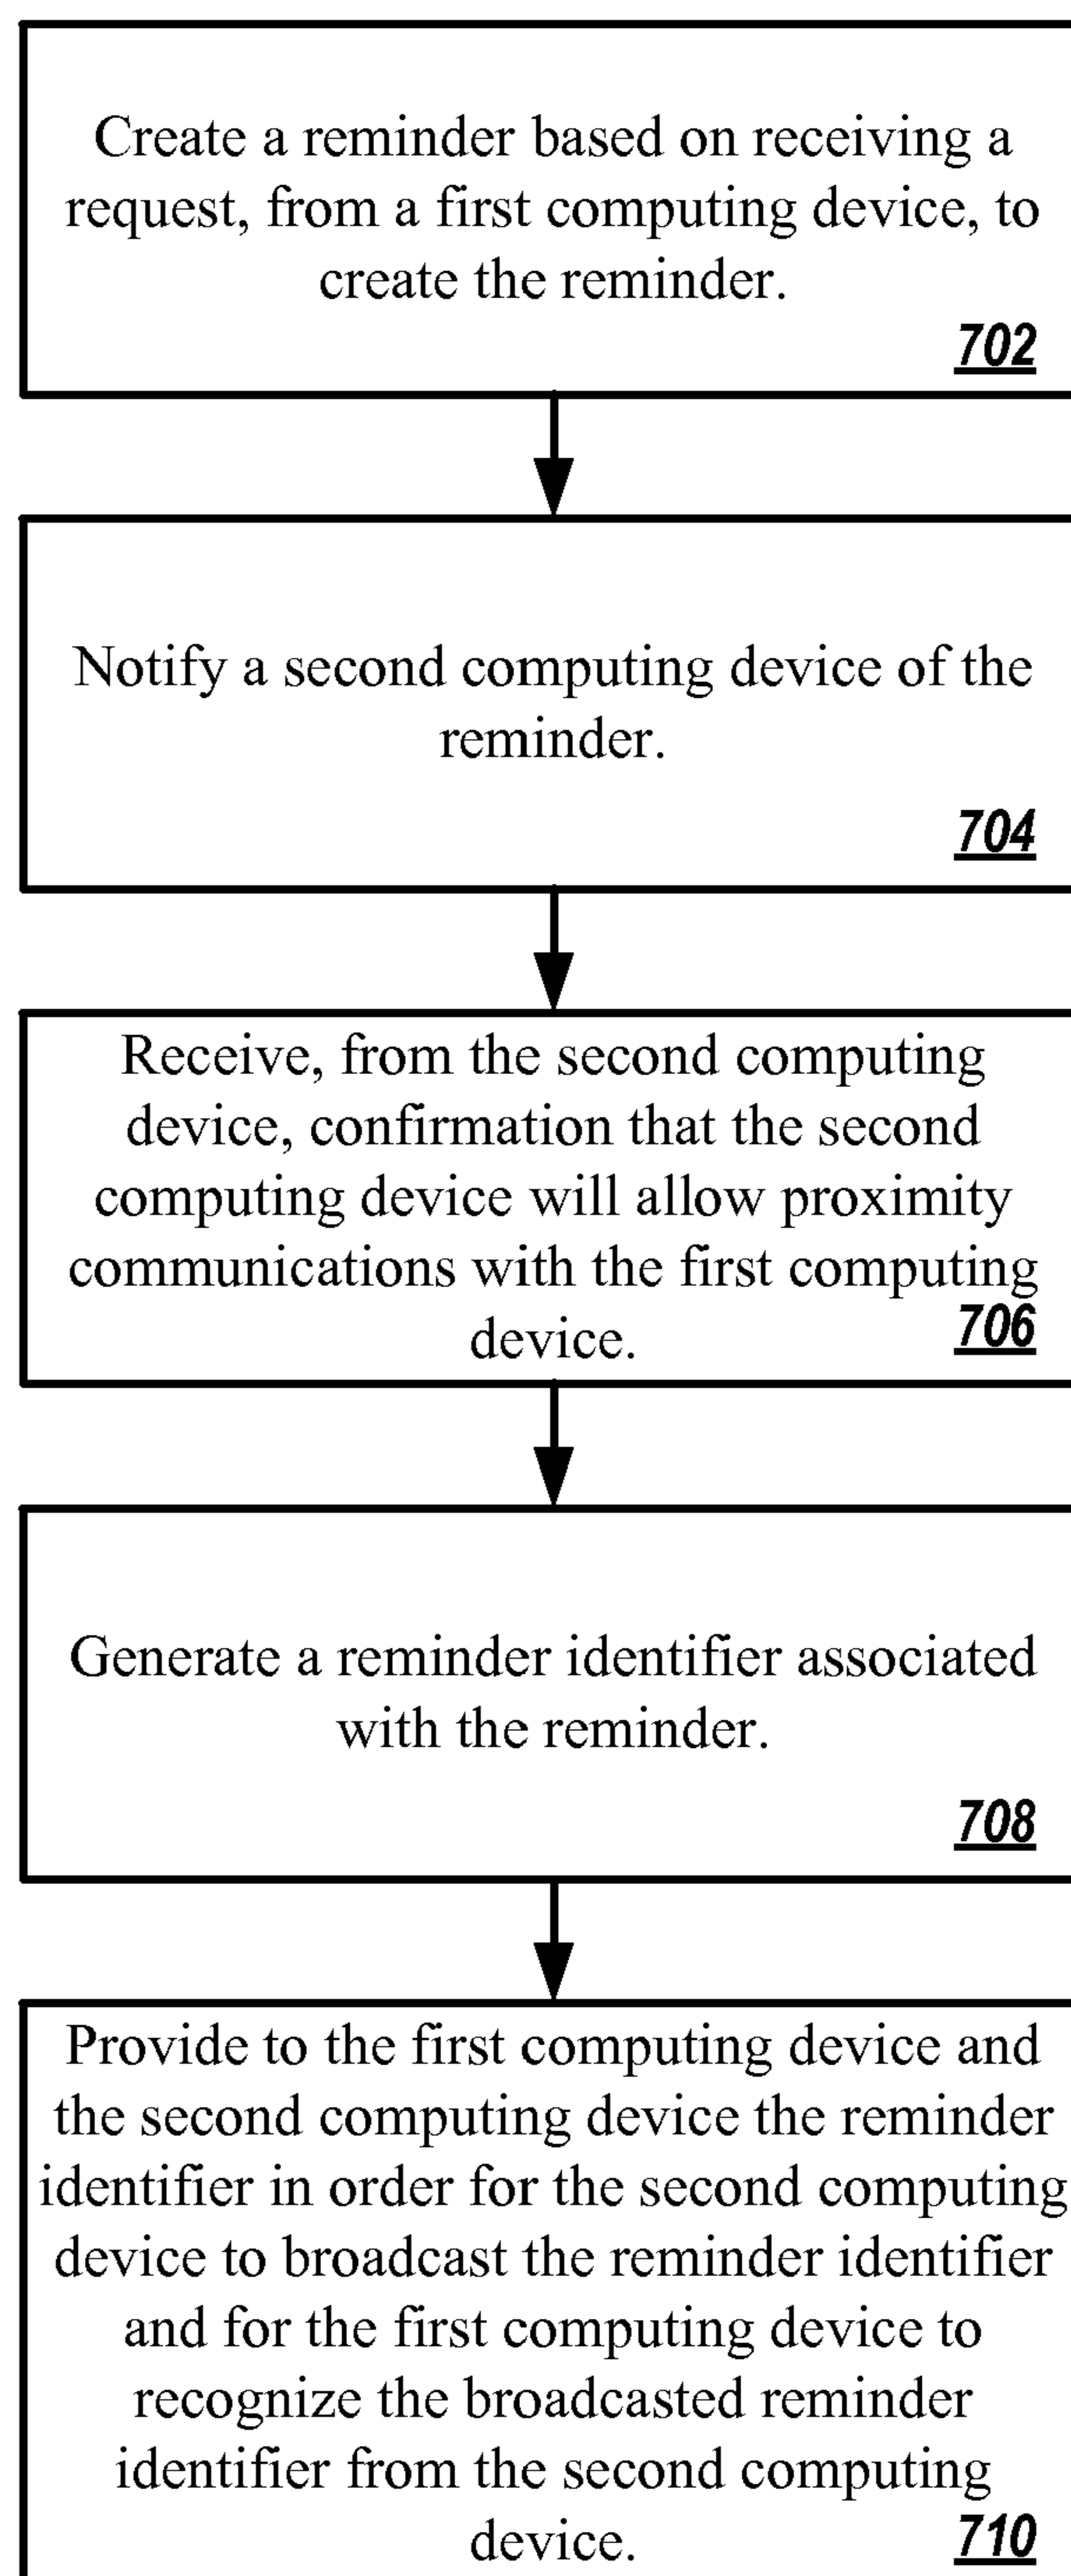 Create a reminder based on receiving a
request, from a first computing device, to
create the reminder.
702
Notify a second computing device of the
reminder.
704
Receive, from the second computing
device, confirmation that the second
computing device will allow proximity
communications with the first computing
device.
706
Generate a reminder identifier associated
with the reminder.
708
Provide to the first computing device and
the second computing device the reminder
identifier in order for the second computing
device to broadcast the reminder identifier
and for the first computing device to
recognize the broadcasted reminder
identifier from the second computing
device.
710